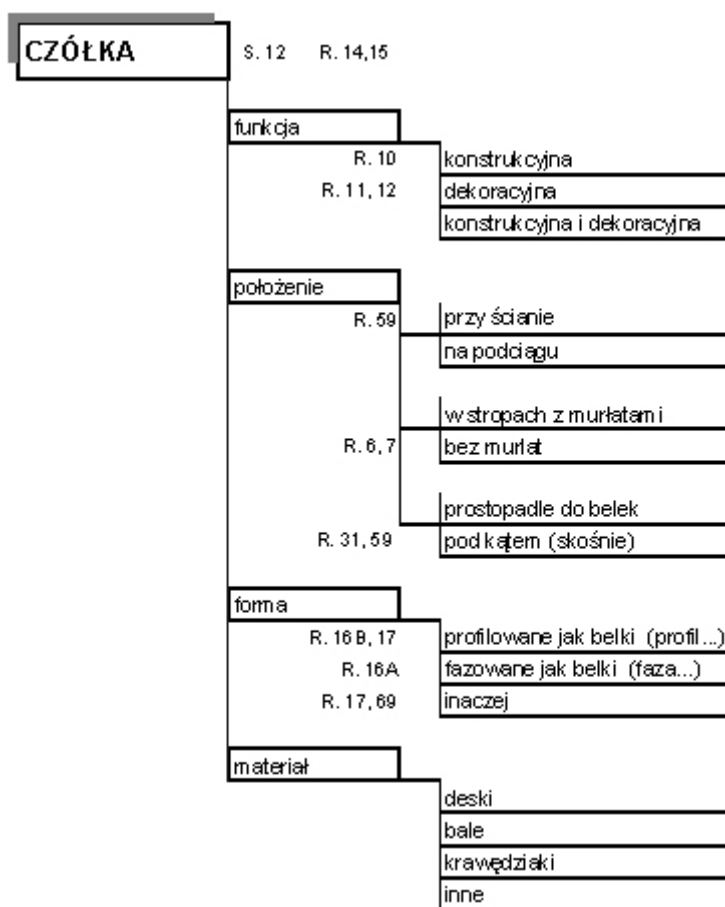 CZÓŁKA S. 12 R. 14,15
funkcja
R. 10 konstrukcyjna
R. 11, 12 dekoracyjna
konstrukcyjna i dekoracyjna
położenie
R. 59 przy ścianie
na podciągu
w stropach z murłatami
R. 6, 7 bez murłat
prostopadle do belek
R. 31, 59 pod kątem (skośnie)
forma
R. 16B, 17 profilowane jak belki (profil...)
R. 16A fazowane jak belki (faza...)
R. 17, 69 inaczej
materiał
deski
bale
krawędziaki
inne